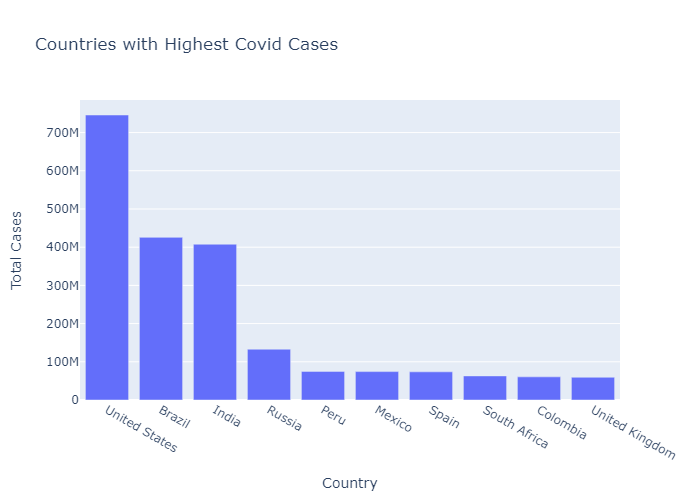 Countries with Highest Covid Cases
700M
600M
500M
400M
300M
200M
100M
0
Total Cases
United States
Brazil
India
Russia
Peru
Mexico
Spain
South Africa
Colombia
United Kingdom
Country